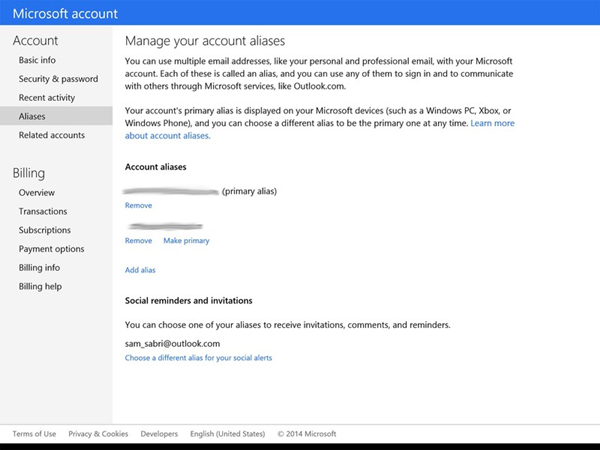 Microsoft account
Account
Basic info
Security & password
Recent activity
Aliases
Related accounts
Billing
Overview
Transactions
Subscriptions
Payment options
Billing info
Billing help
Manage your account aliases
You can use multiple email addresses, like your personal and professional email, with your Microsoft
account. Each of these is called an alias, and you can use any of them to sign in and to communicate
with others through Microsoft services, like Outlook.com.
Your account's primary alias is displayed on your Microsoft devices (such as a Windows PC, Xbox, or
Windows Phone), and you can choose a different alias to be the primary one at any time. Learn more
about account aliases.
Account aliases
(primary alias)
Remove
Remove Make primary
Add alias
Social reminders and invitations
You can choose one of your aliases to receive invitations, comments, and reminders.
sam_sabri@outlook.com
Choose a different alias for your social alerts
Terms of Use Privacy & Cookies Developers English (United States) © 2014 Microsoft